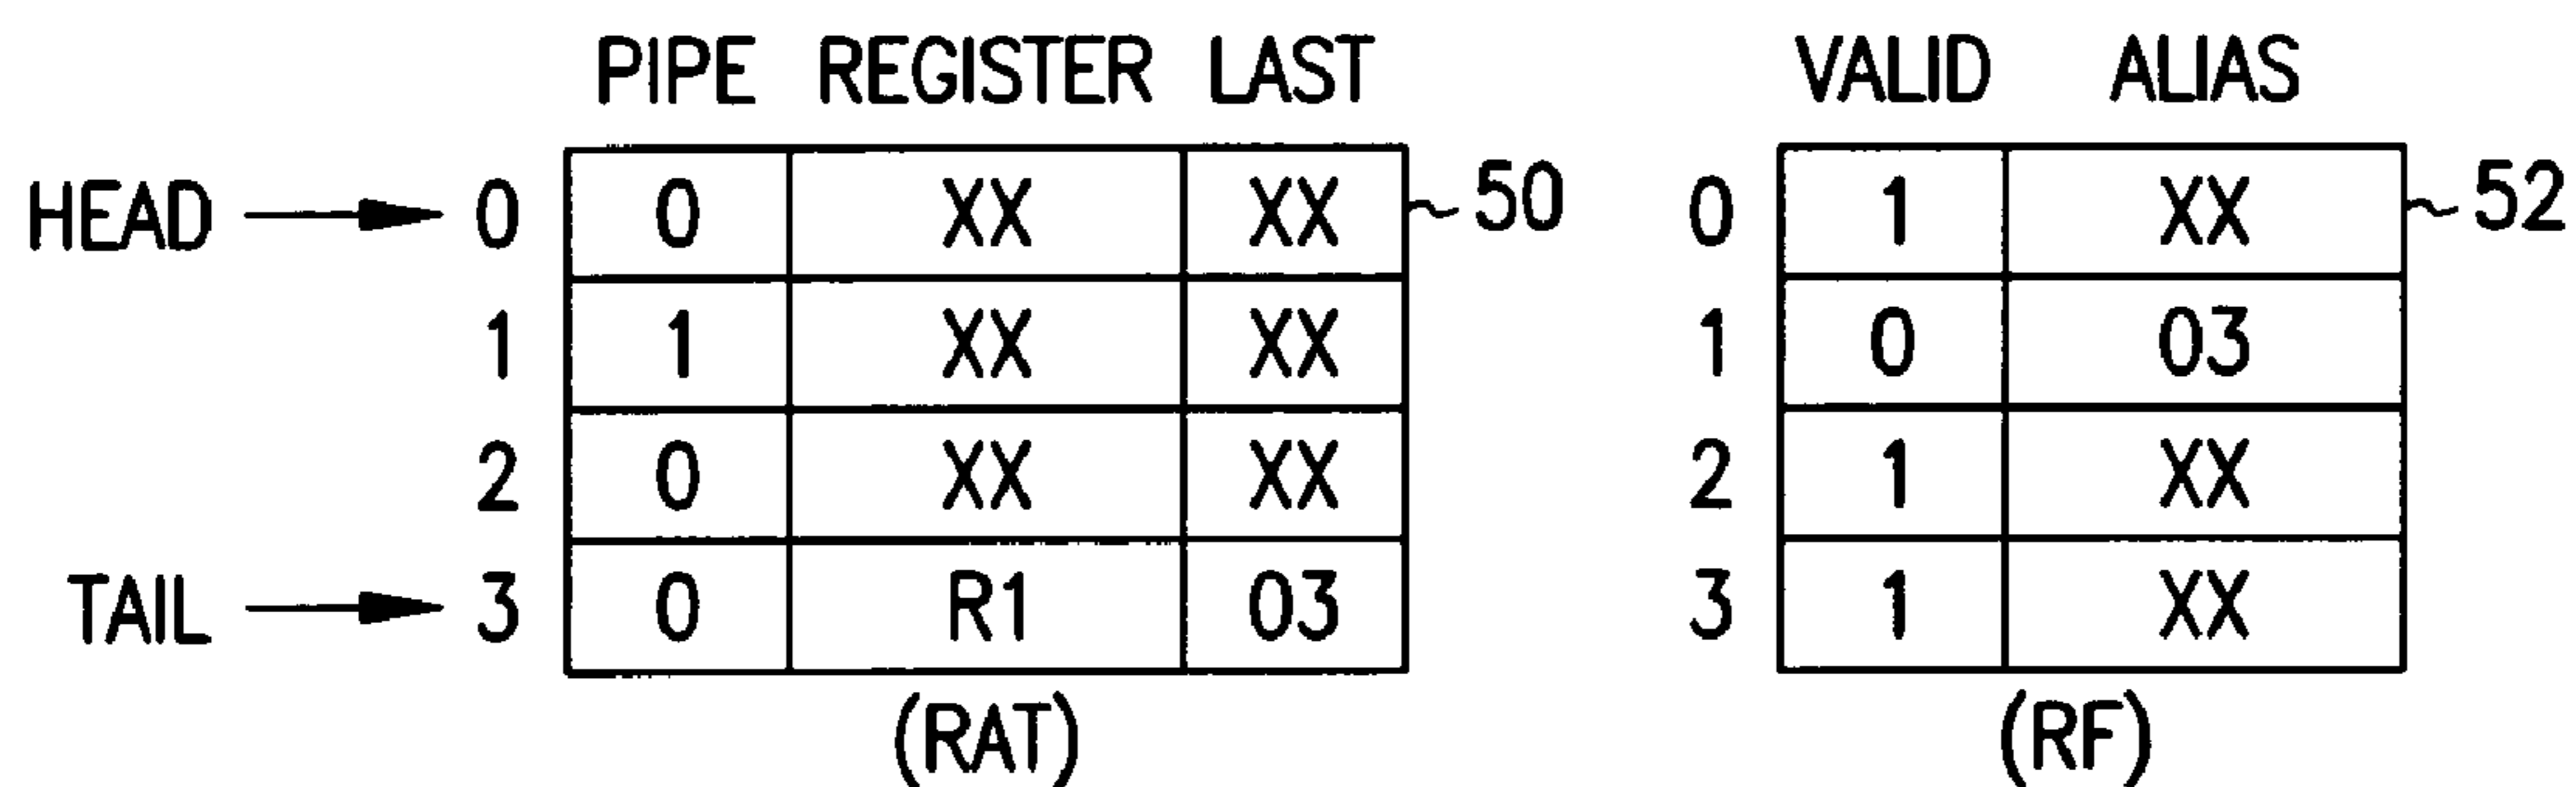 PIPE REGISTER LAST VALID ALIAS
HEAD 0 0 XX XX 50 0 1 XX 52
1 1 XX XX 1 0 03
2 0 XX XX 2 1 XX
TAIL 3 0 R1 03 3 1 XX
(RAT) (RF)